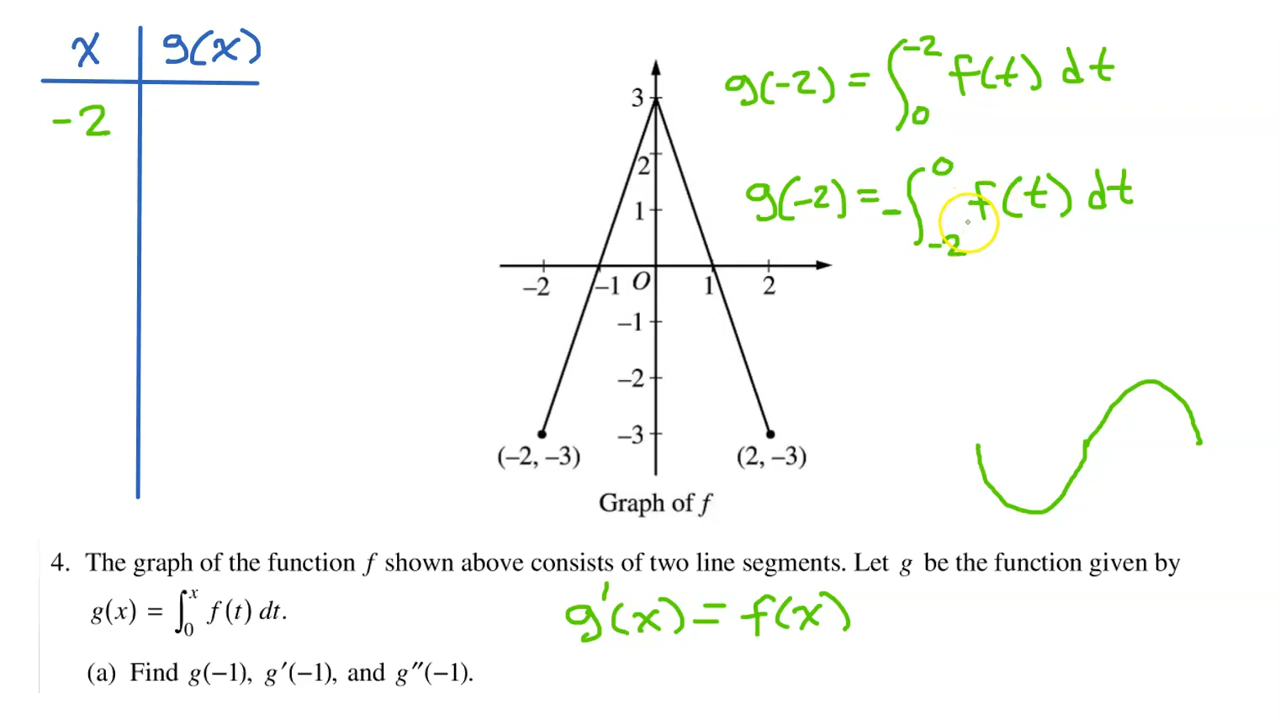 x g(x)
-2
g(-2) = ∫₀⁻² f(t) dt
g(-2) = -∫₋₂⁰ f(t) dt
3
2
1
–2 –1 O 1 2
–1
–2
–3
(–2, –3) (2, –3)
Graph of f
4. The graph of the function f shown above consists of two line segments. Let g be the function given by
g(x) = ∫₀ˣ f(t) dt.
g'(x) = f(x)
(a) Find g(−1), g′(−1), and g″(−1).